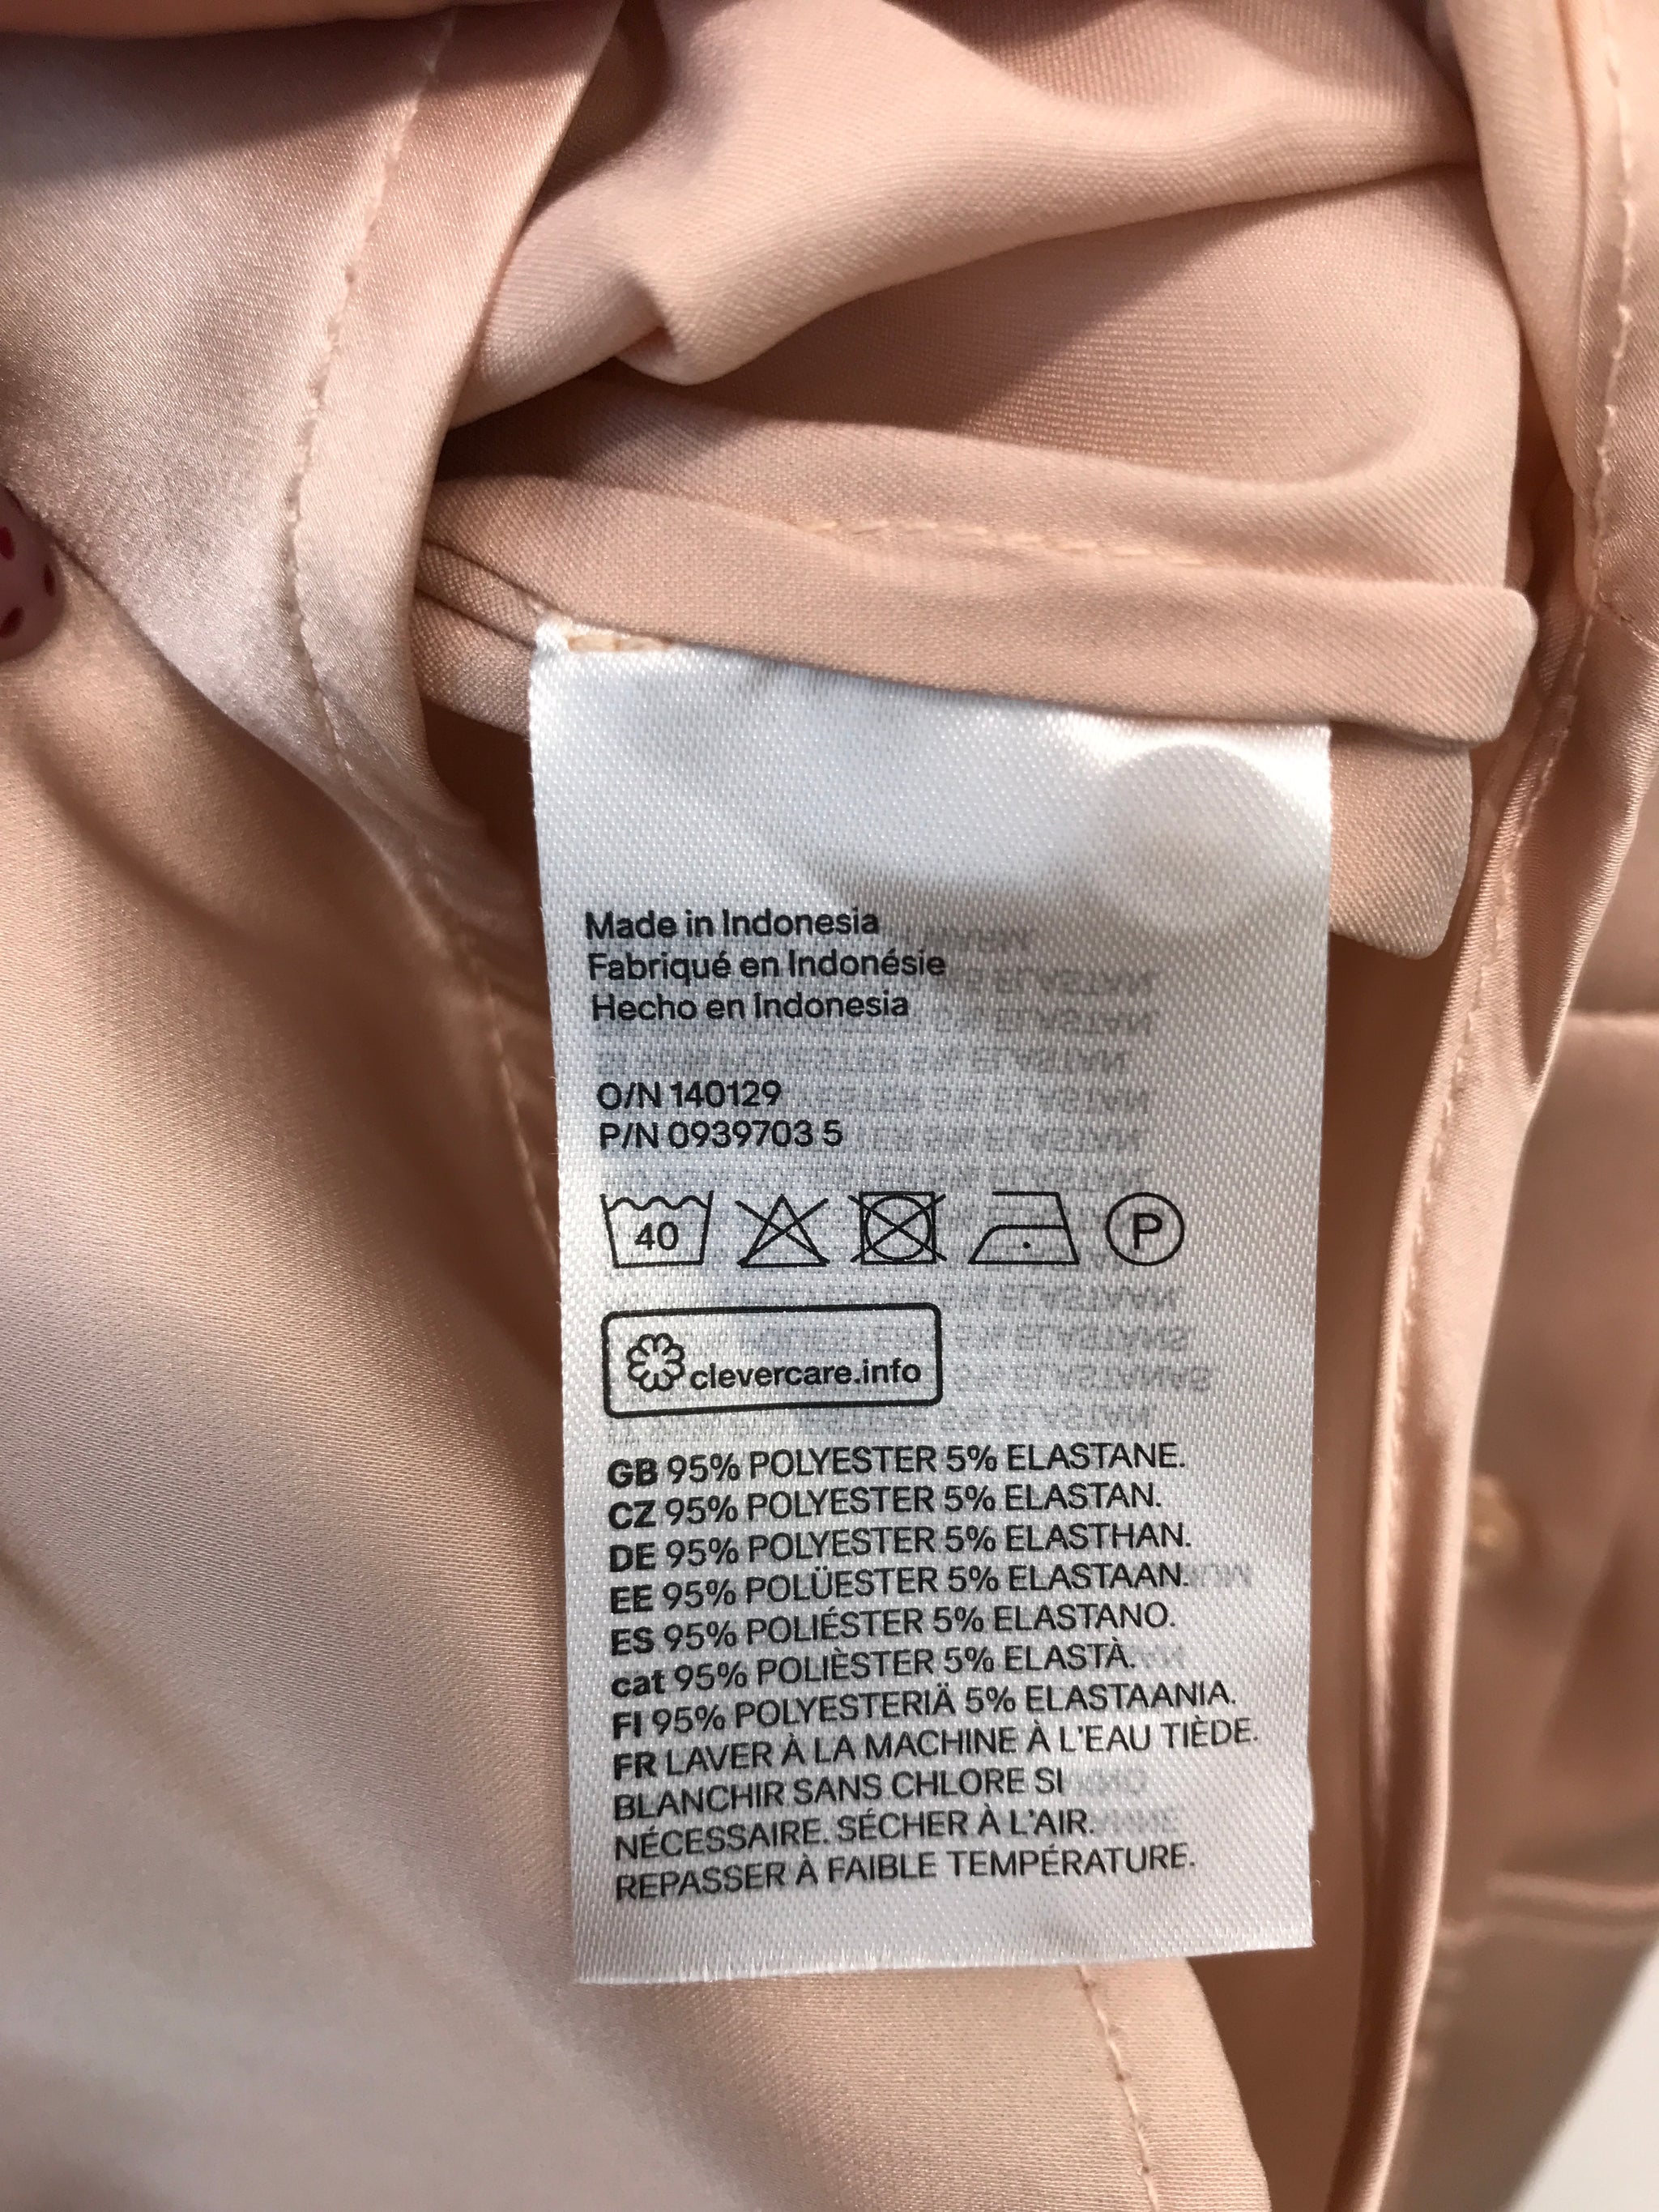 Made in Indonesia
Fabriqué en Indonésie
Hecho en Indonesia
O/N 140129
P/N 0939703 5
40
P
clevercare.info
GB 95% POLYESTER 5% ELASTANE.
CZ 95% POLYESTER 5% ELASTAN.
DE 95% POLYESTER 5% ELASTHAN.
EE 95% POLÜESTER 5% ELASTAAN.
ES 95% POLIÉSTER 5% ELASTANO.
cat 95% POLIÈSTER 5% ELASTÀ.
FI 95% POLYESTERIÄ 5% ELASTAANIA.
FR LAVER À LA MACHINE À L'EAU TIÈDE.
BLANCHIR SANS CHLORE SI
NÉCESSAIRE. SÉCHER À L'AIR.
REPASSER À FAIBLE TEMPÉRATURE.